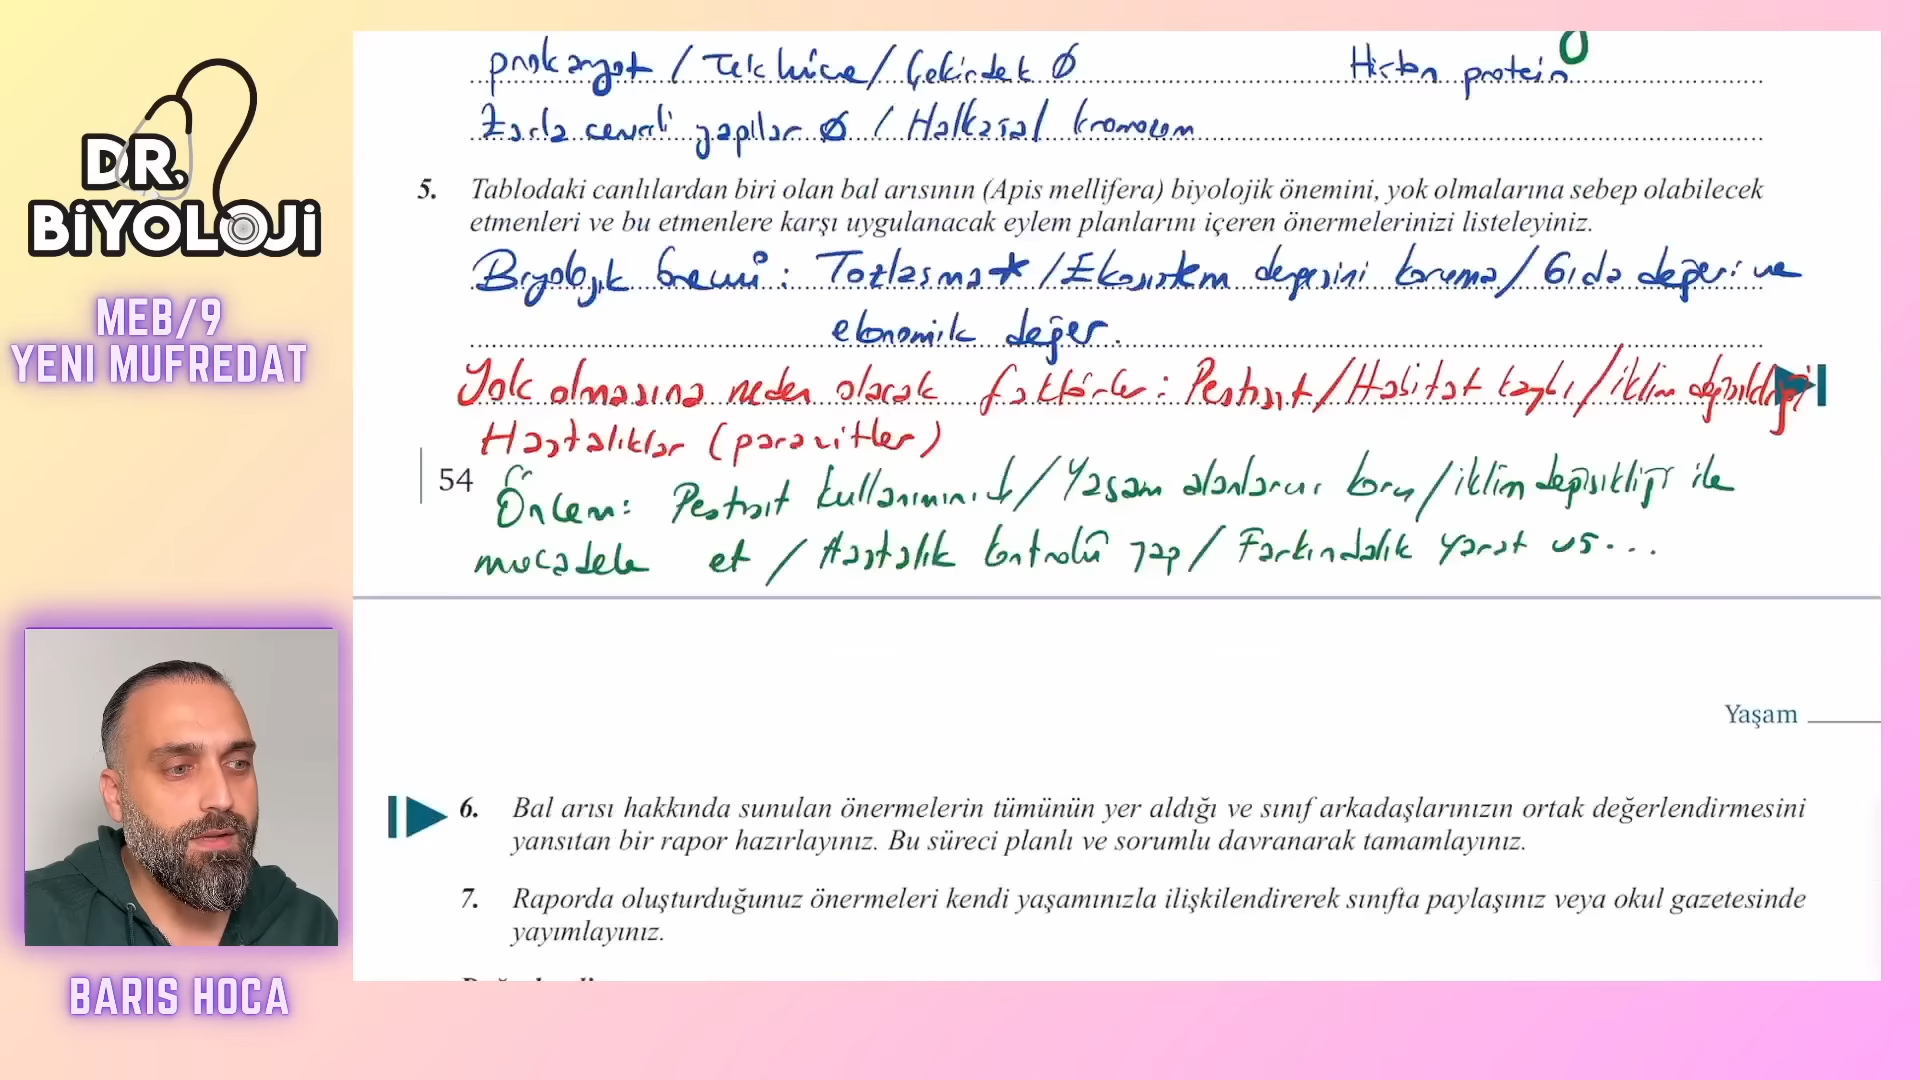 DR.
BİYOLOJİ
MEB/9
YENI MUFREDAT
BARIS HOCA
prokaryot / Tek hücre / Çekirdek Ø
Histon protein
Zarla çevrili yapılar Ø / Halkasal kromozom
5. Tablodaki canlılardan biri olan bal arısının (Apis mellifera) biyolojik önemini, yok olmalarına sebep olabilecek
etmenleri ve bu etmenlere karşı uygulanacak eylem planlarını içeren önermelerinizi listeleyiniz.
Biyolojik önemi : Tozlaşma* / Ekosistem dengesini koruma / Gıda değeri ve
ekonomik değer.
Yok olmasına neden olacak faktörler : Pestisit / Habitat kaybı / iklim değişikliği
Hastalıklar (parazitler)
54
Önlem: Pestisit kullanımını ↓ / Yaşam alanlarını koru / iklim değişikliği ile
mücadele et / Hastalık kontrolü yap / Farkındalık yarat vs...
Yaşam
6. Bal arısı hakkında sunulan önermelerin tümünün yer aldığı ve sınıf arkadaşlarınızın ortak değerlendirmesini
yansıtan bir rapor hazırlayınız. Bu süreci planlı ve sorumlu davranarak tamamlayınız.
7. Raporda oluşturduğunuz önermeleri kendi yaşamınızla ilişkilendirerek sınıfta paylaşınız veya okul gazetesinde
yayımlayınız.